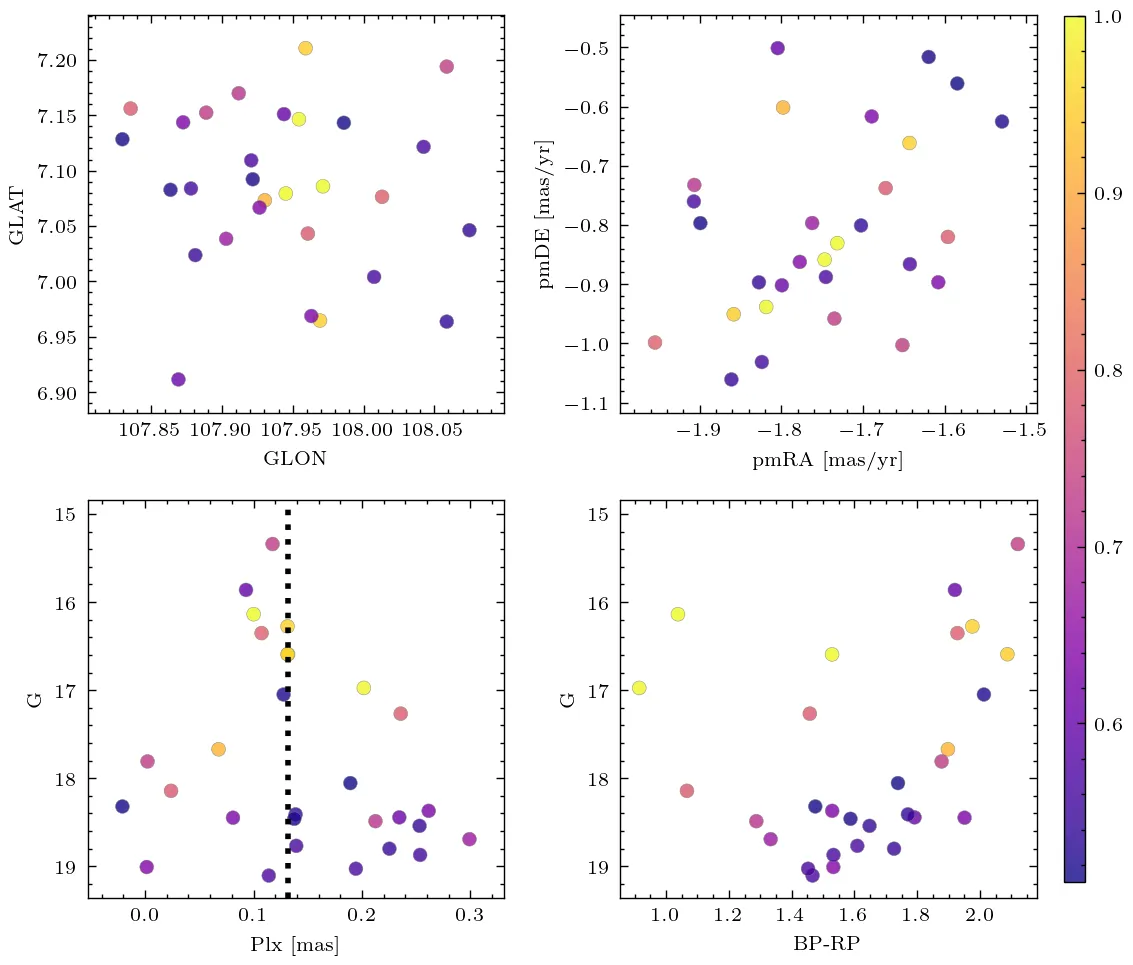 7.20
7.15
7.10
7.05
7.00
6.95
6.90
GLAT
107.85 107.90 107.95 108.00 108.05
GLON
−0.5
−0.6
−0.7
−0.8
−0.9
−1.0
−1.1
pmDE [mas/yr]
−1.9 −1.8 −1.7 −1.6 −1.5
pmRA [mas/yr]
1.0
0.9
0.8
0.7
0.6
15
16
17
18
19
G
0.0 0.1 0.2 0.3
Plx [mas]
15
16
17
18
19
G
1.0 1.2 1.4 1.6 1.8 2.0
BP-RP